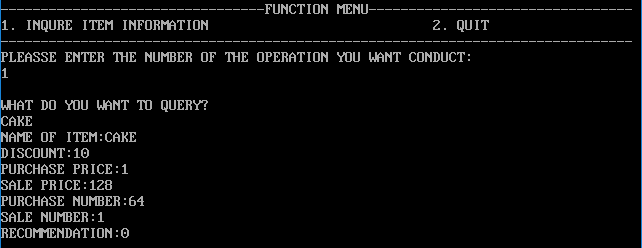 ---------------------------------FUNCTION MENU---------------------------------
1. INQURE ITEM INFORMATION 2. QUIT
-------------------------------------------------------------------------------
PLEASSE ENTER THE NUMBER OF THE OPERATION YOU WANT CONDUCT:
1
WHAT DO YOU WANT TO QUERY?
CAKE
NAME OF ITEM:CAKE
DISCOUNT:10
PURCHASE PRICE:1
SALE PRICE:128
PURCHASE NUMBER:64
SALE NUMBER:1
RECOMMENDATION:0